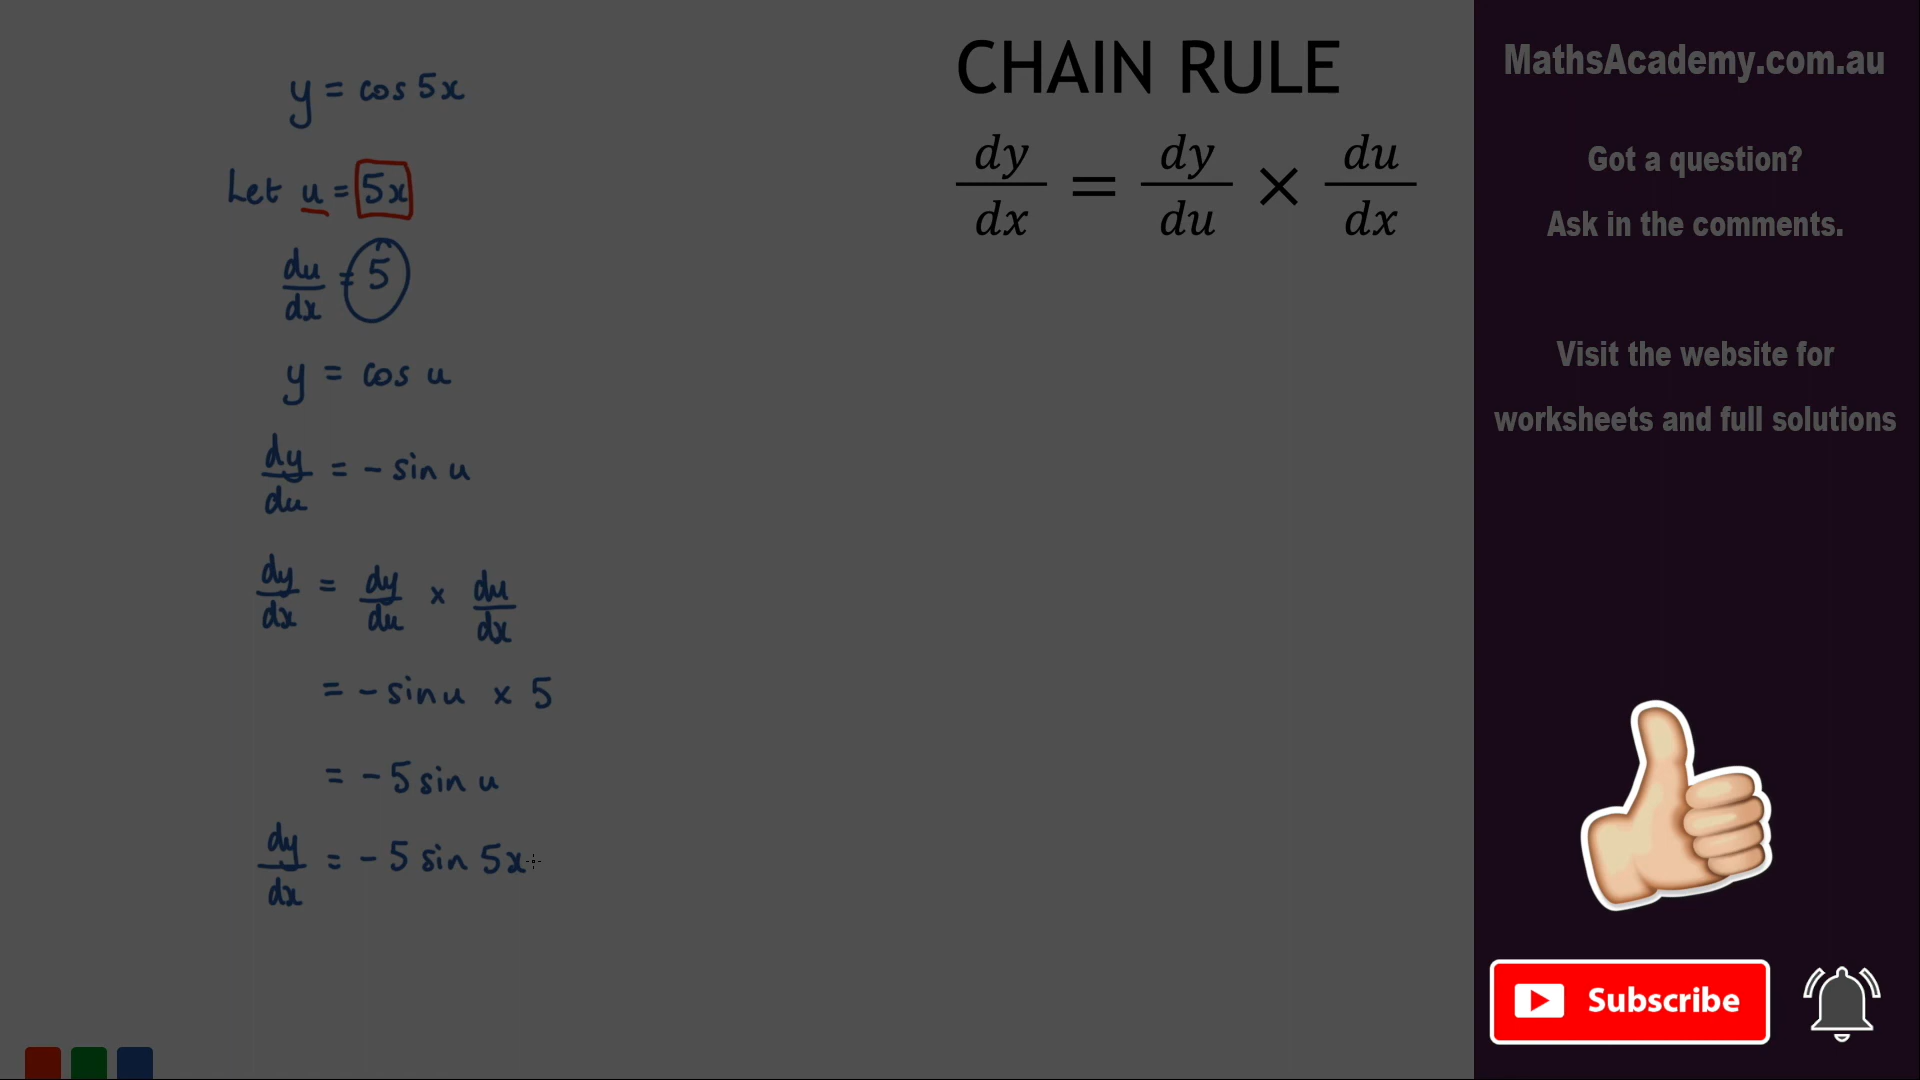 y = cos 5x
Let u = 5x
du/dx = 5
y = cos u
dy/du = - sin u
dy/dx = dy/du × du/dx
= - sin u × 5
= - 5 sin u
dy/dx = - 5 sin 5x
CHAIN RULE
dy/dx = dy/du × du/dx
MathsAcademy.com.au
Got a question?
Ask in the comments.
Visit the website for
worksheets and full solutions
Subscribe